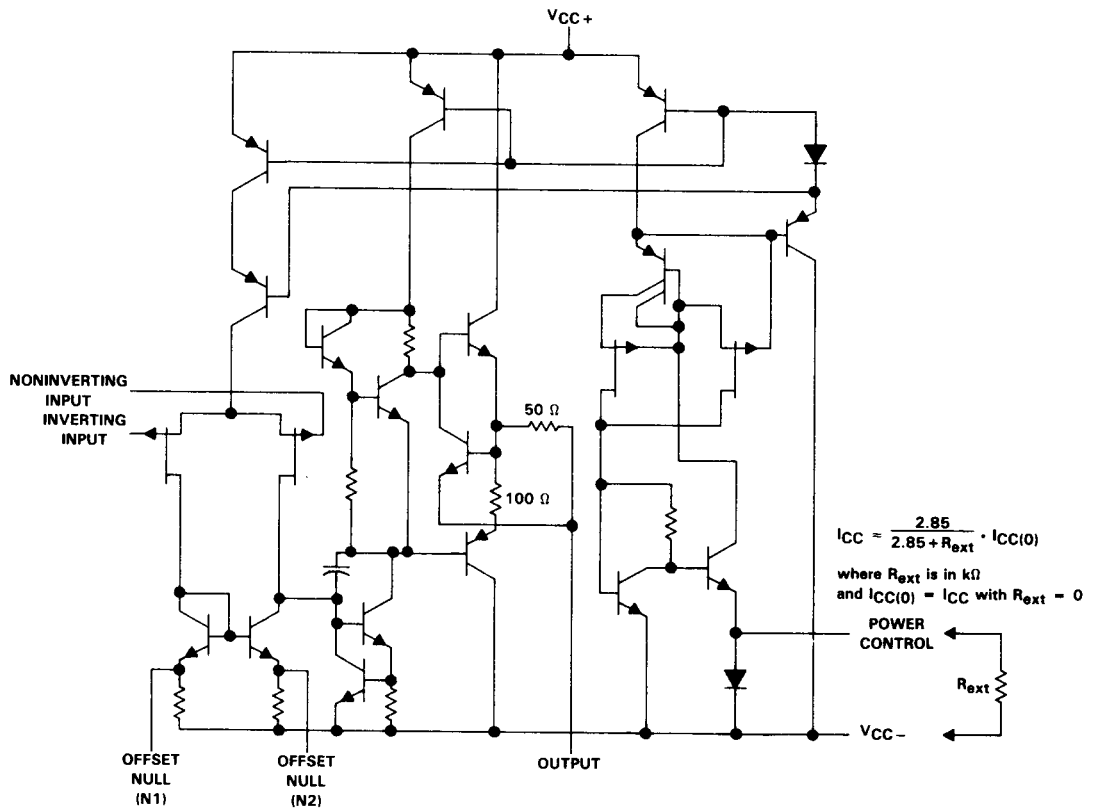 VCC+
NONINVERTING
INPUT
INVERTING
INPUT
50 Ω
100 Ω
ICC ≈ 2.85 / 2.85 + Rext · ICC(0)
where Rext is in kΩ
and ICC(0) = ICC with Rext = 0
POWER
CONTROL
Rext
VCC−
OFFSET
NULL
(N1)
OFFSET
NULL
(N2)
OUTPUT